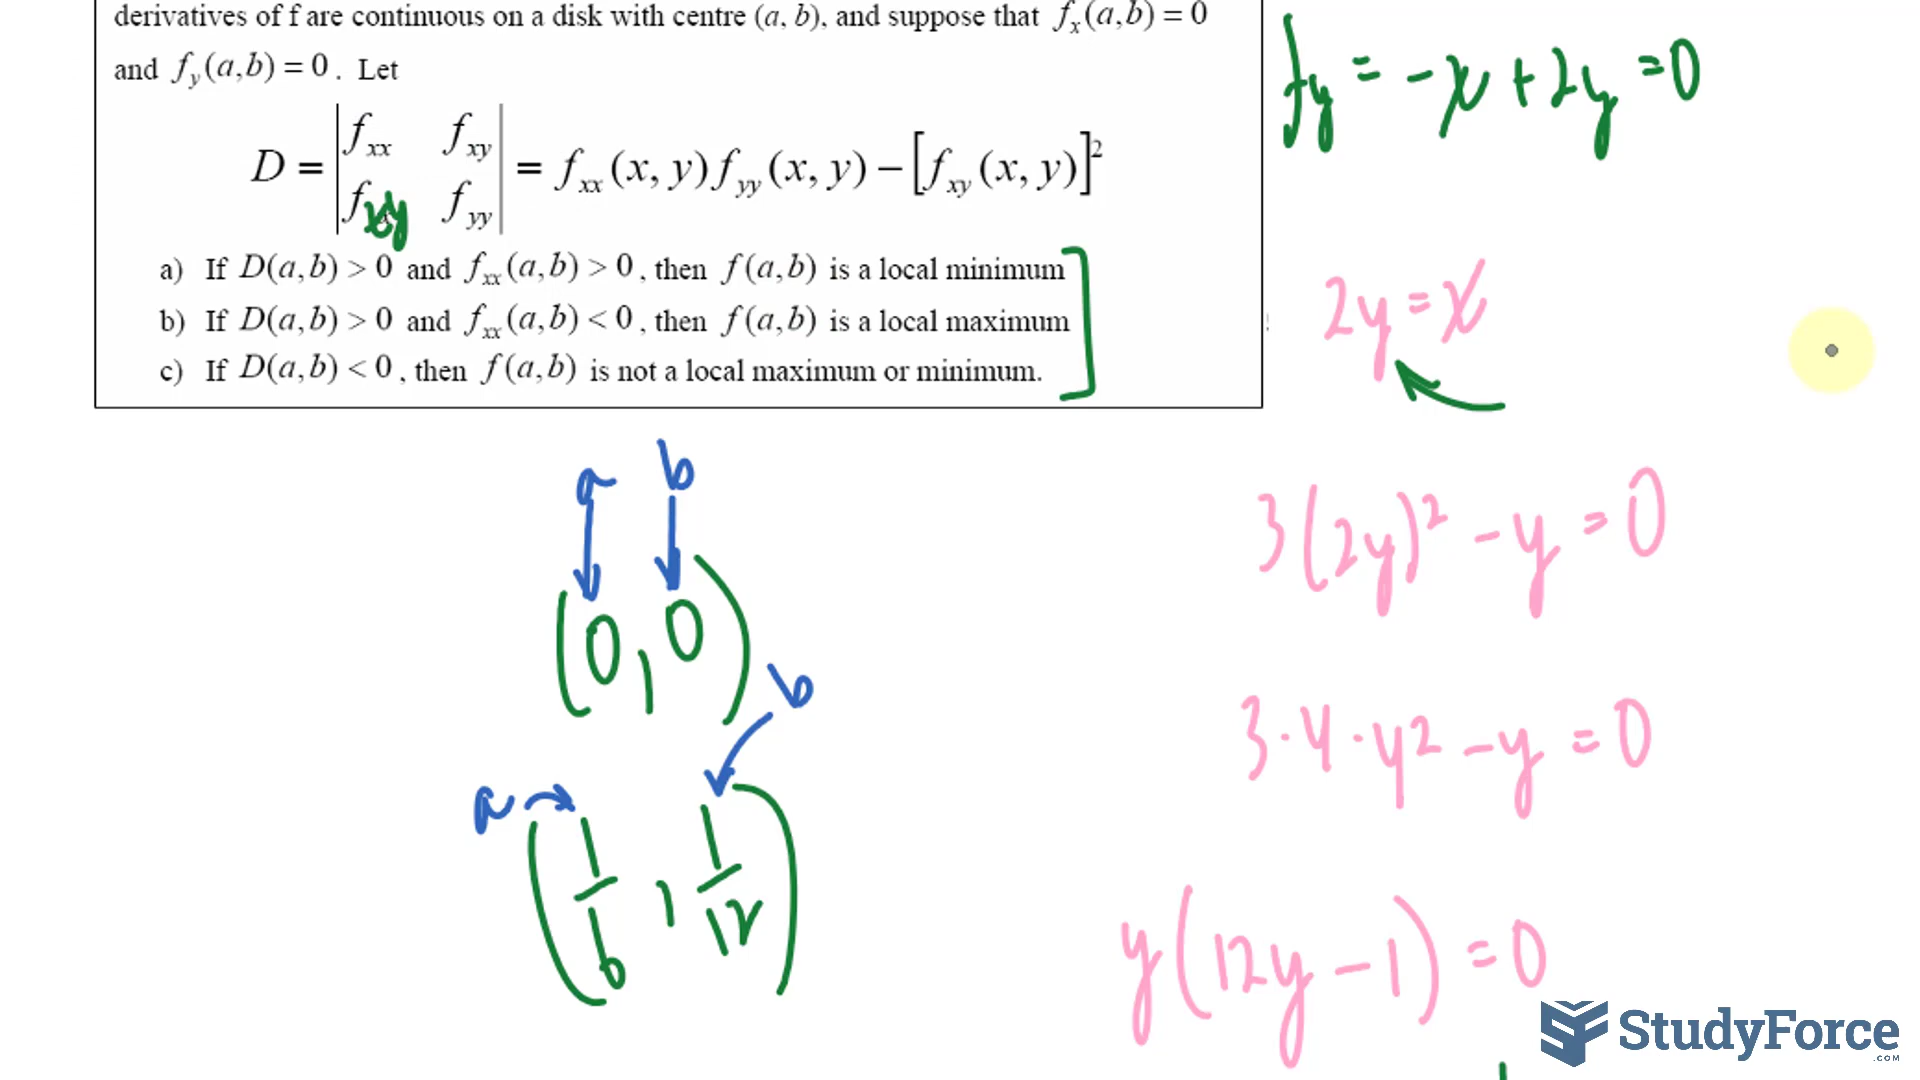 derivatives of f are continuous on a disk with centre (a, b), and suppose that fₓ(a,b) = 0
and f_y(a,b) = 0. Let
D = |f_xx f_xy; f_xy f_yy| = f_xx(x, y) f_yy(x, y) − [f_xy(x, y)]²
a) If D(a,b) > 0 and f_xx(a,b) > 0, then f(a,b) is a local minimum
b) If D(a,b) > 0 and f_xx(a,b) < 0, then f(a,b) is a local maximum
c) If D(a,b) < 0, then f(a,b) is not a local maximum or minimum.
a b
(0, 0)
a b
(1/6, 1/12)
fy = -x + 2y = 0
2y = x
3(2y)² - y = 0
3·4·y² - y = 0
y(12y - 1) = 0
StudyForce
.COM